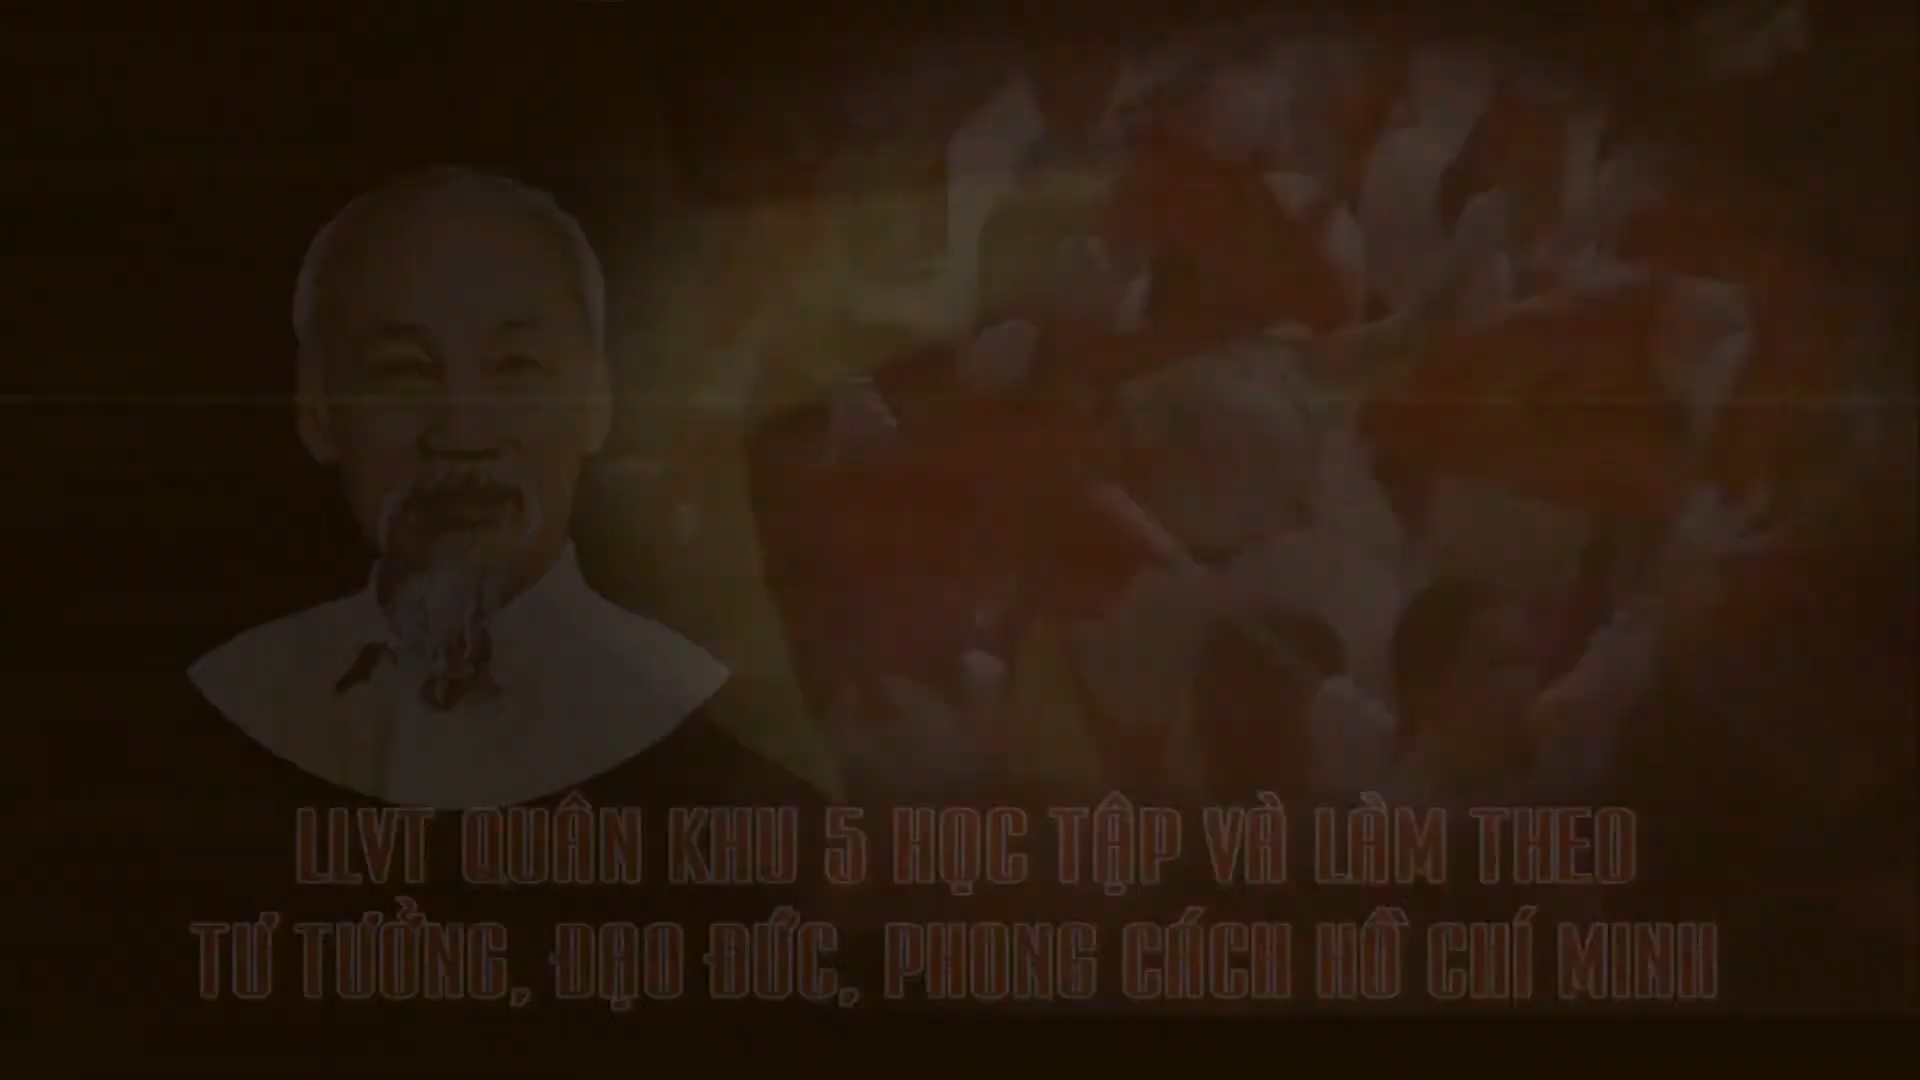 LLVT QUÂN KHU 5 HỌC TẬP VÀ LÀM THEO
TƯ TƯỞNG, ĐẠO ĐỨC, PHONG CÁCH HỒ CHÍ MINH